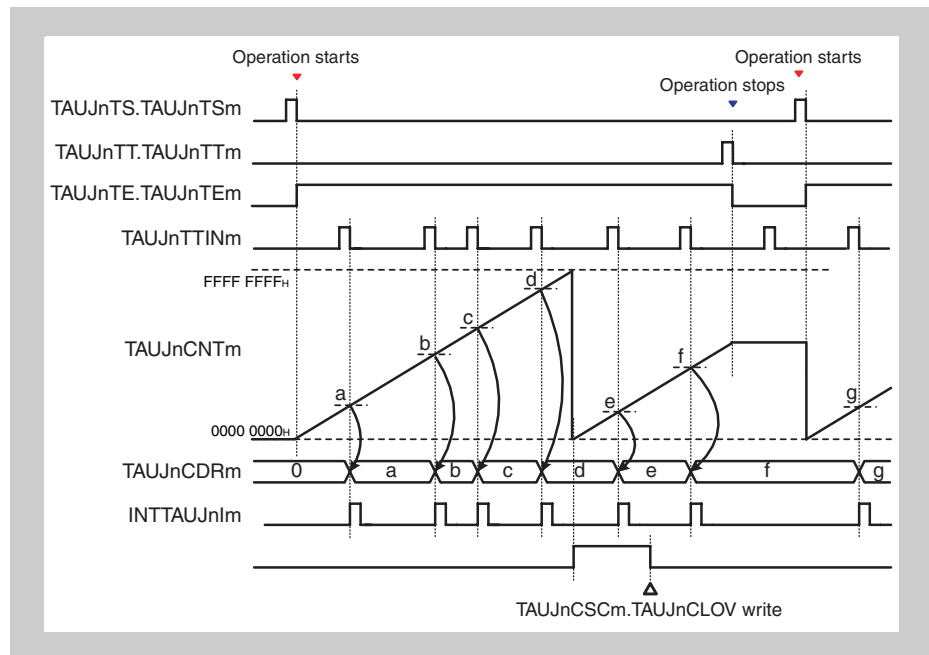 Operation starts
Operation starts
Operation stops
TAUJnTS.TAUJnTSm
TAUJnTT.TAUJnTTm
TAUJnTE.TAUJnTEm
TAUJnTTINm
FFFF FFFFH
d
c
b
TAUJnCNTm
f
a
e
g
0000 0000H
TAUJnCDRm
0 a b c d e f g
INTTAUJnIm
TAUJnCSCm.TAUJnCLOV write